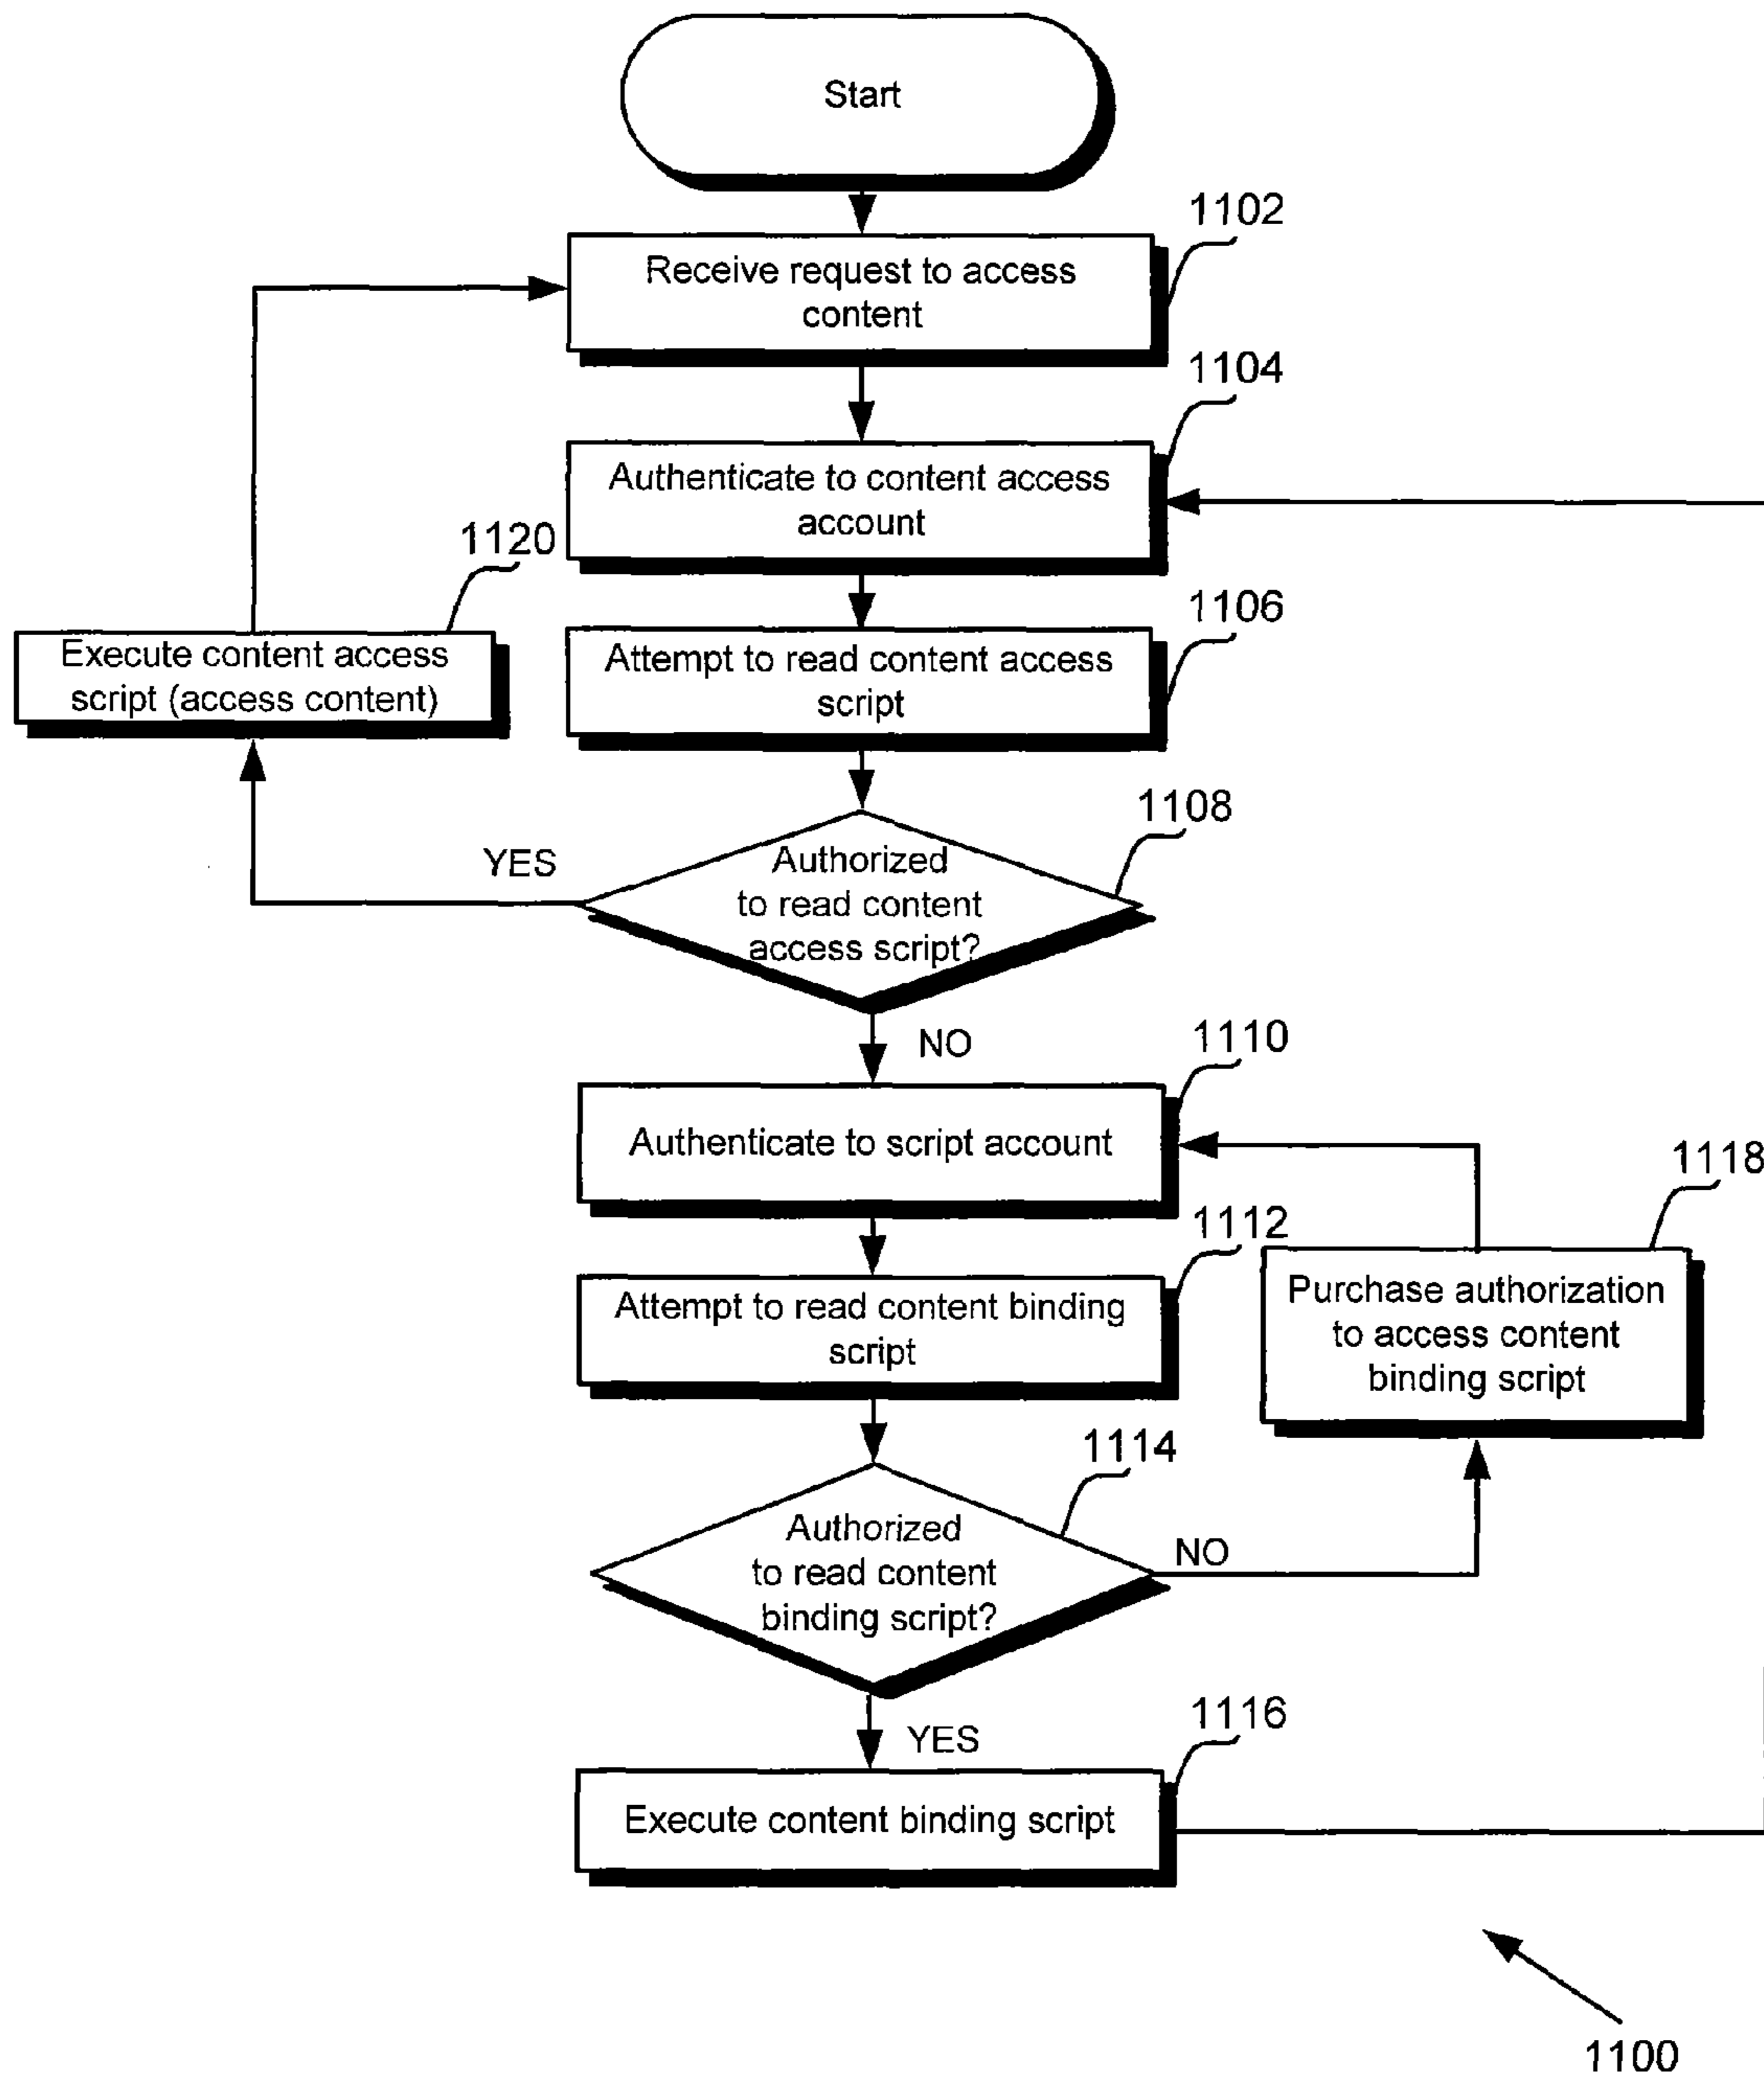 Start
1102
Receive request to access
content
1104
Authenticate to content access
account
1120
1106
Execute content access
script (access content)
Attempt to read content access
script
1108
YES
Authorized
to read content
access script?
NO
1110
Authenticate to script account
1118
1112
Purchase authorization
to access content
binding script
Attempt to read content binding
script
1114
Authorized
to read content
binding script?
NO
1116
YES
Execute content binding script
1100